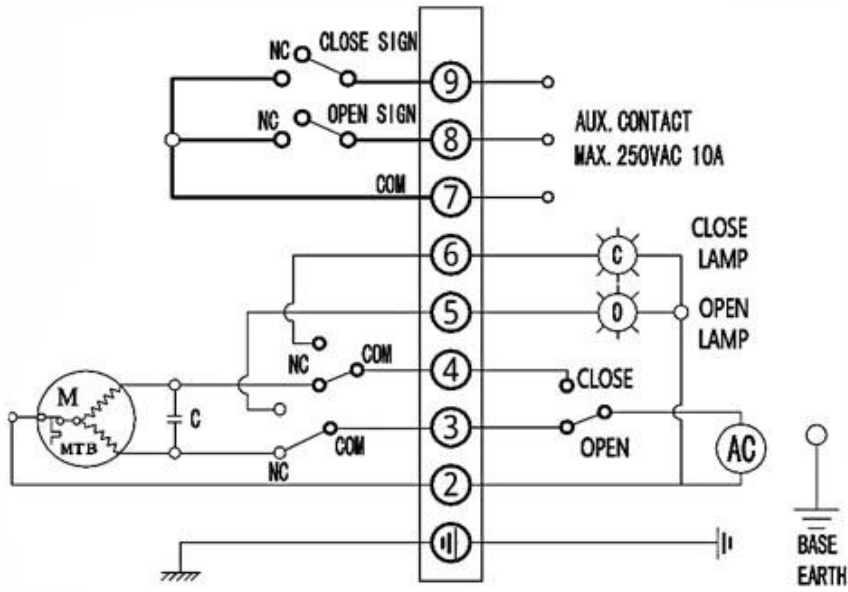 NC
CLOSE SIGN
9
NC
OPEN SIGN
8
AUX. CONTACT
MAX. 250VAC 10A
COM
7
CLOSE
LAMP
6
C
5
O
OPEN
LAMP
NC
COM
4
CLOSE
M
MTB
C
NC
COM
3
OPEN
AC
2
BASE
EARTH